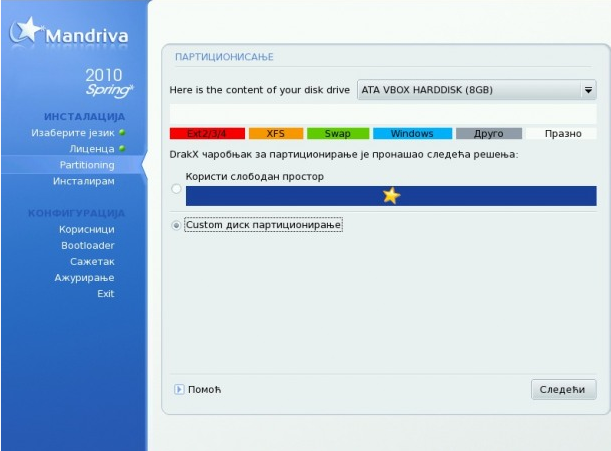 Mandriva
2010
Spring
ИНСТАЛАЦИЈА
Изаберите језик
Лиценца
Partitioning
Инсталирам
КОНФИГУРАЦИЈА
Корисници
Bootloader
Сажетак
Ажурирање
Exit
ПАРТИЦИОНИСАЊЕ
Here is the content of your disk drive ATA VBOX HARDDISK (8GB)
Ext2/3/4 XFS Swap Windows Друго Празно
DrakX чаробњак за партиционирање је пронашао следећа решења:
Користи слободан простор
Custom диск партиционирање
Помоћ
Следећи